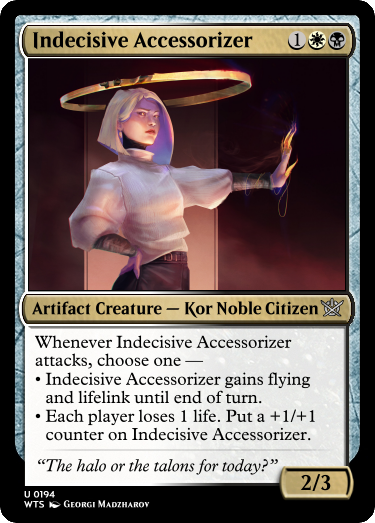 Indecisive Accessorizer 1
Artifact Creature — Kor Noble Citizen
Whenever Indecisive Accessorizer
attacks, choose one —
• Indecisive Accessorizer gains flying
and lifelink until end of turn.
• Each player loses 1 life. Put a +1/+1
counter on Indecisive Accessorizer.
“The halo or the talons for today?”
2/3
U 0194
WTS Georgi Madzharov